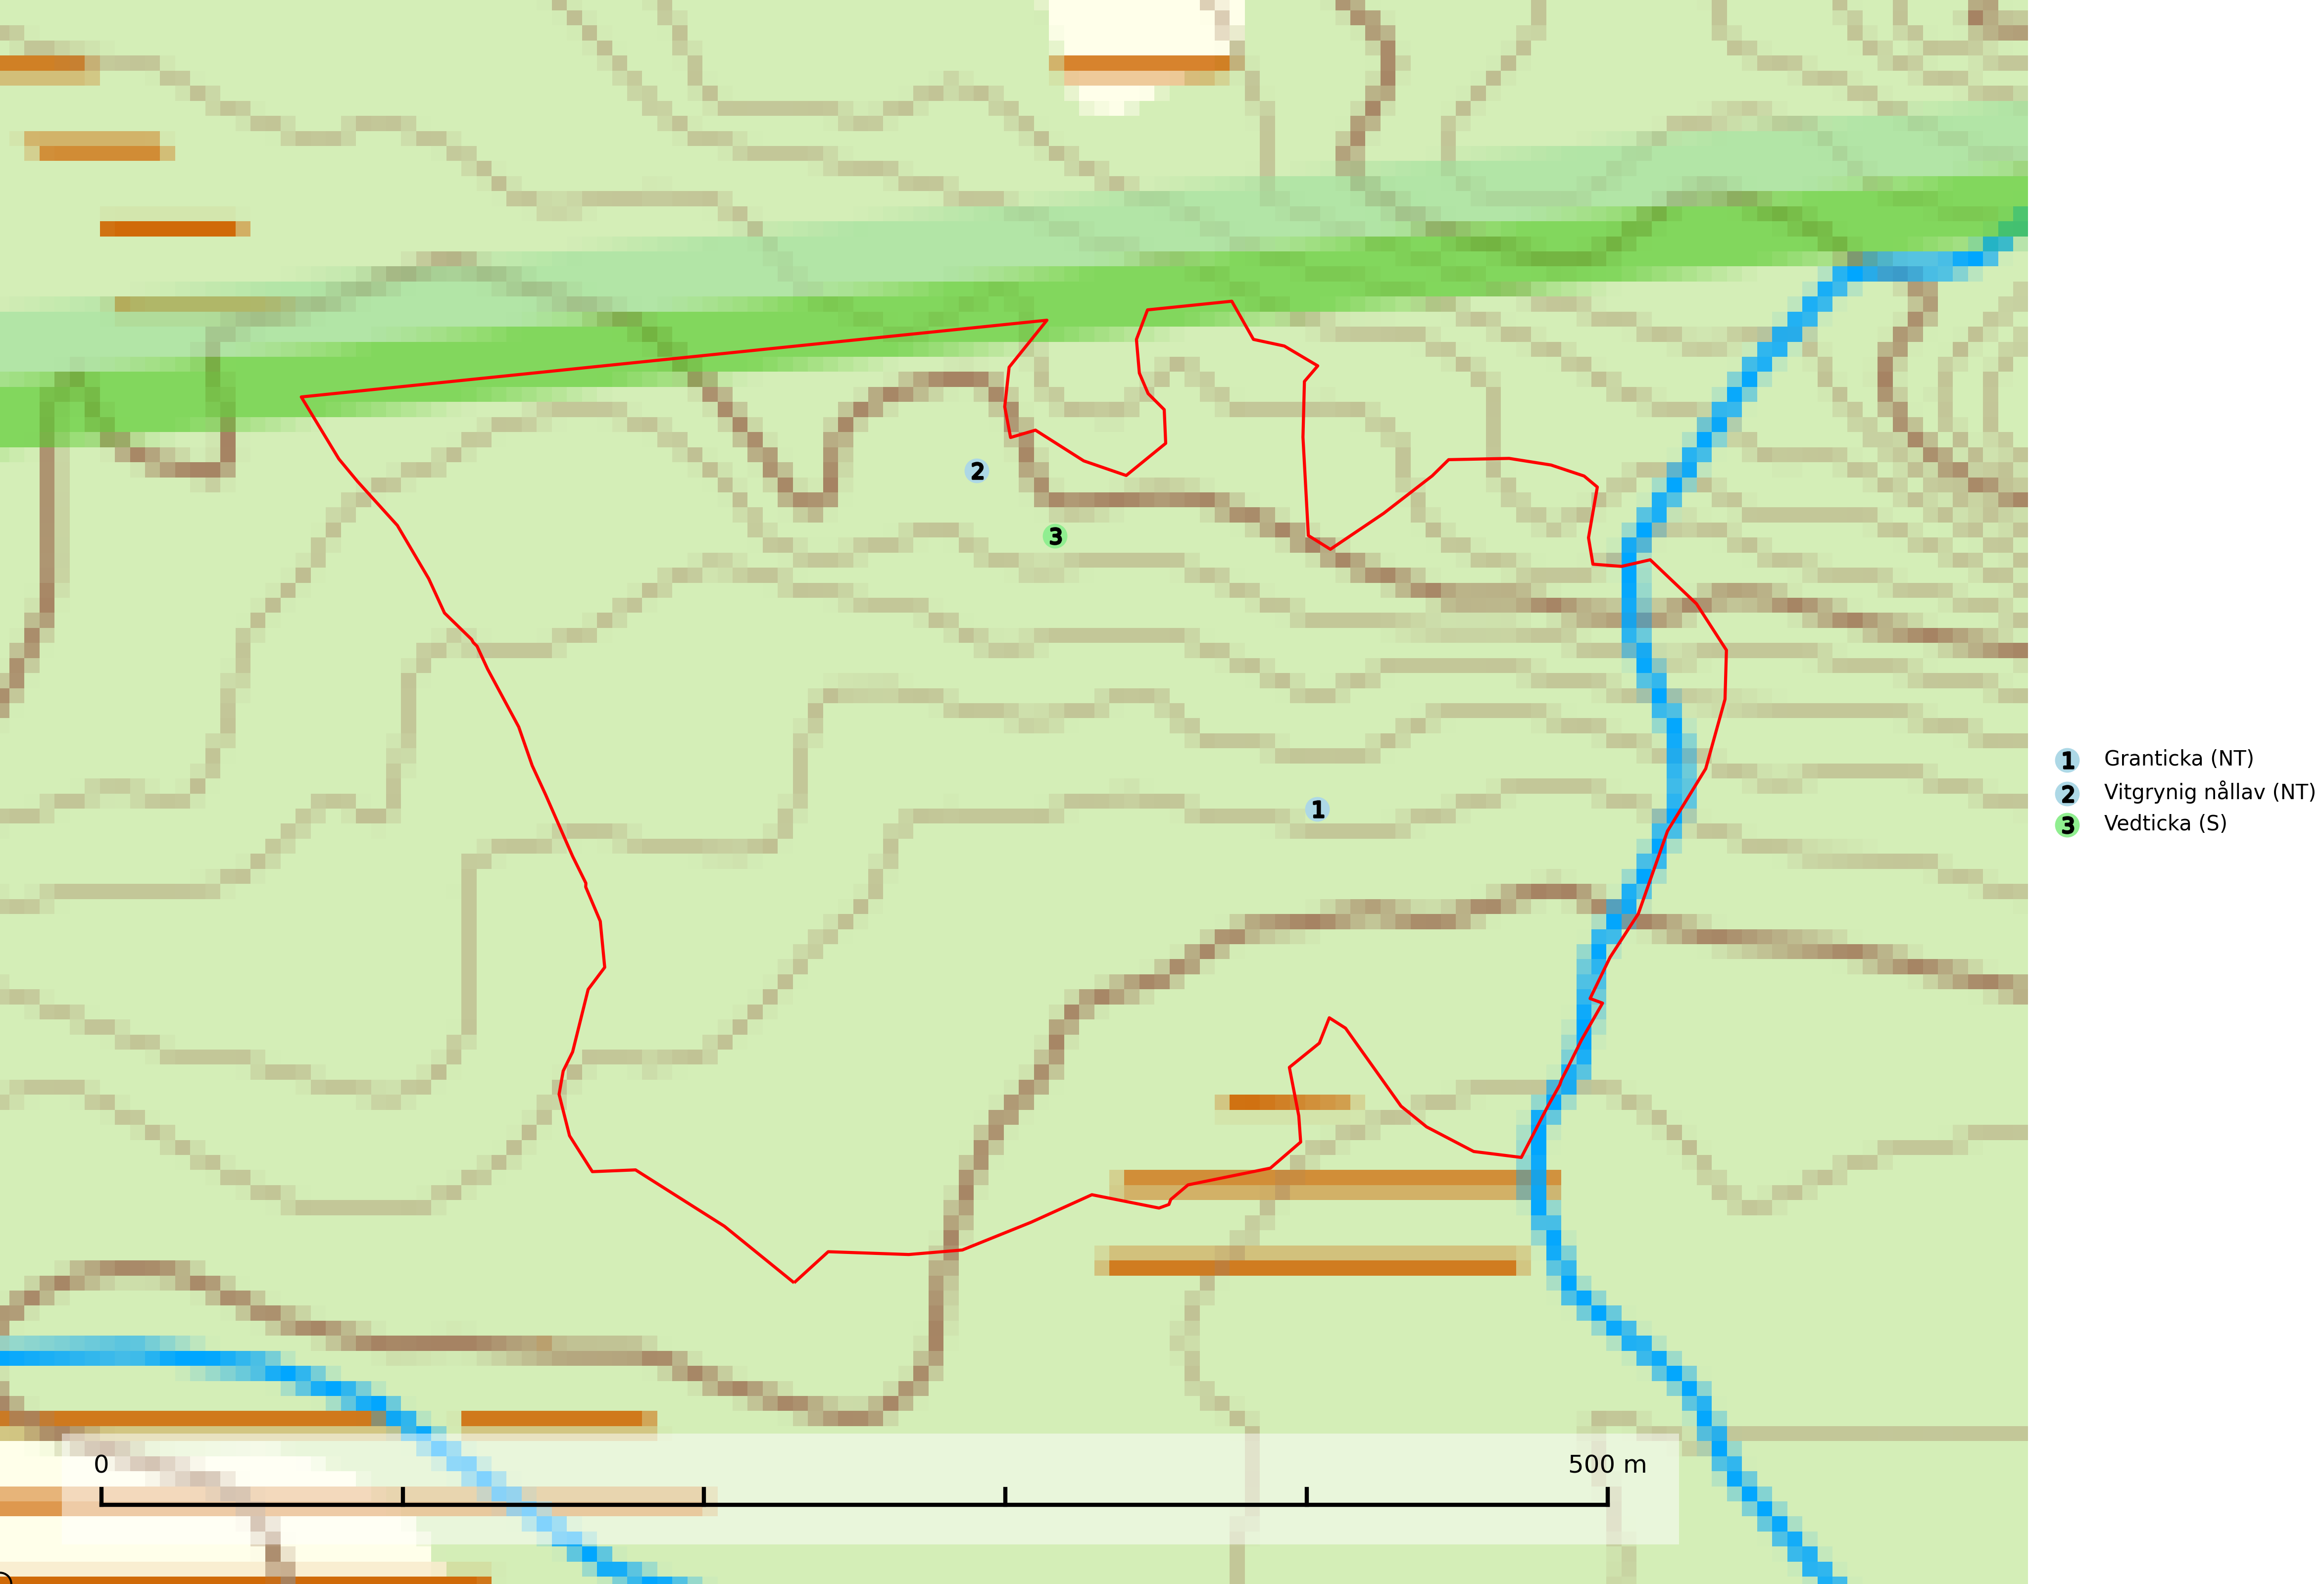 2
3
1
1 Granticka (NT)
2 Vitgrynig nållav (NT)
3 Vedticka (S)
0 500 m